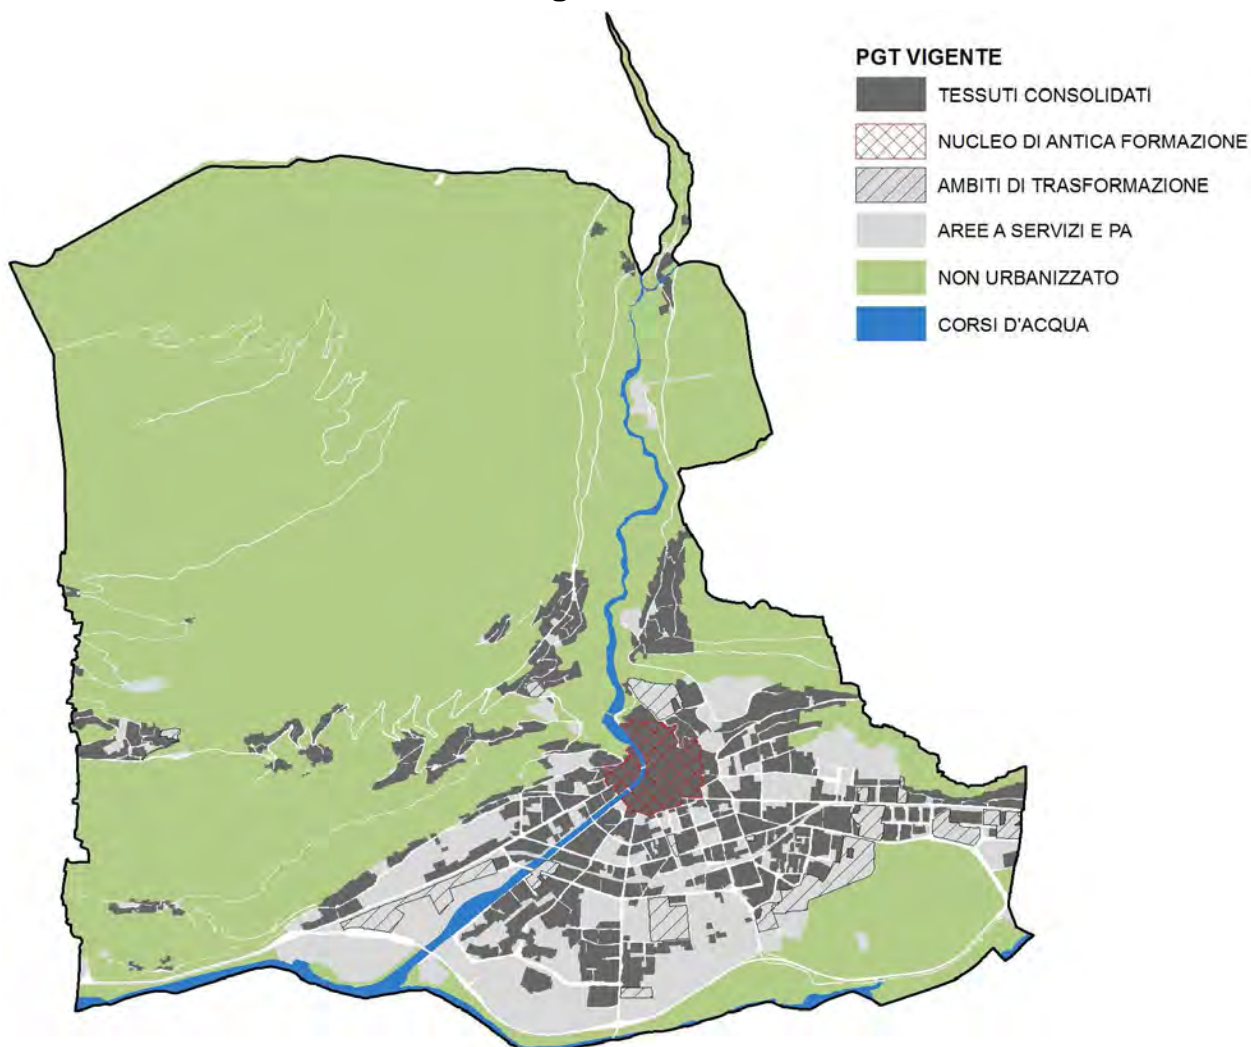 PGT VIGENTE
TESSUTI CONSOLIDATI
NUCLEO DI ANTICA FORMAZIONE
AMBITI DI TRASFORMAZIONE
AREE A SERVIZI E PA
NON URBANIZZATO
CORSI D'ACQUA